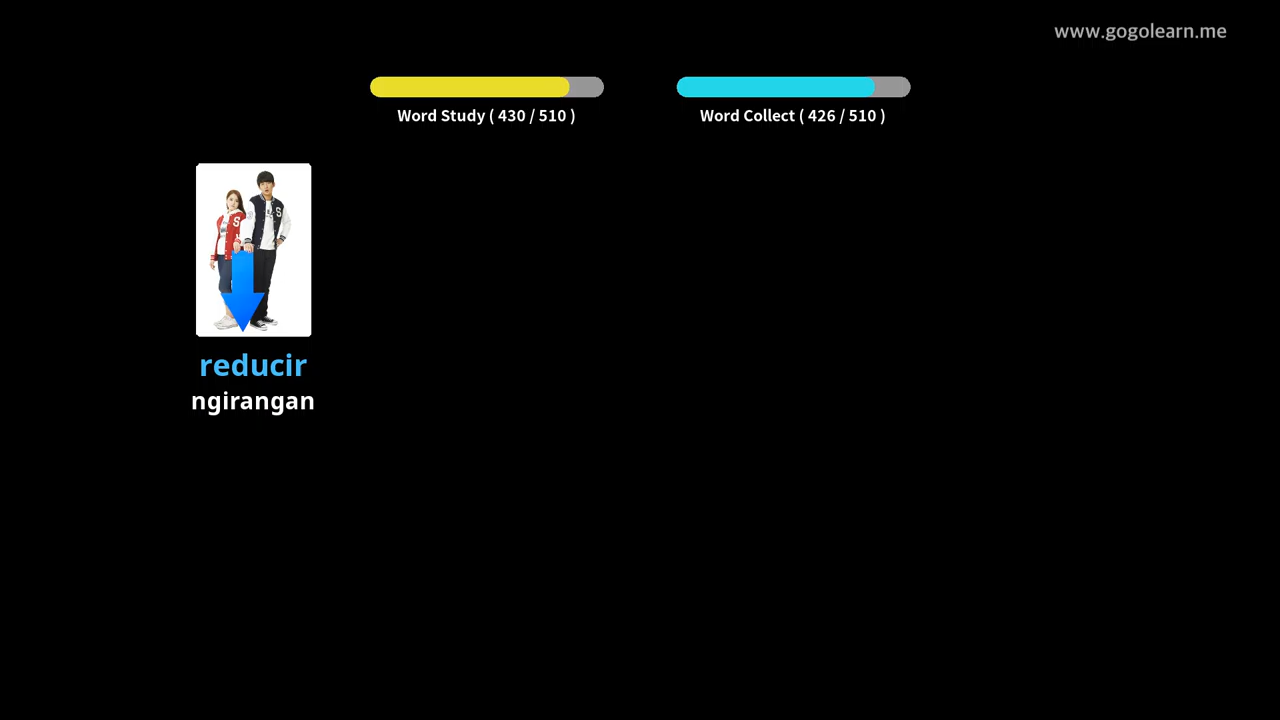 www.gogolearn.me
Word Study ( 430 / 510 )
Word Collect ( 426 / 510 )
S
S
reducir
ngirangan